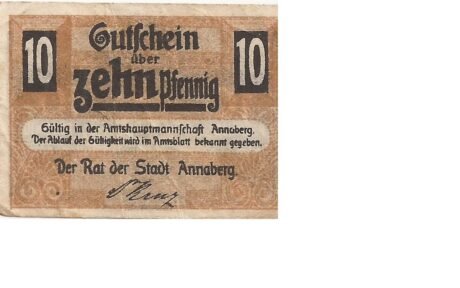 Gutschein
über
10 zehn Pfennig 10
Gültig in der Amtshauptmannschaft Annaberg.
Der Ablauf der Gültigkeit wird im Amtsblatt bekannt gegeben.
Der Rat der Stadt Annaberg.